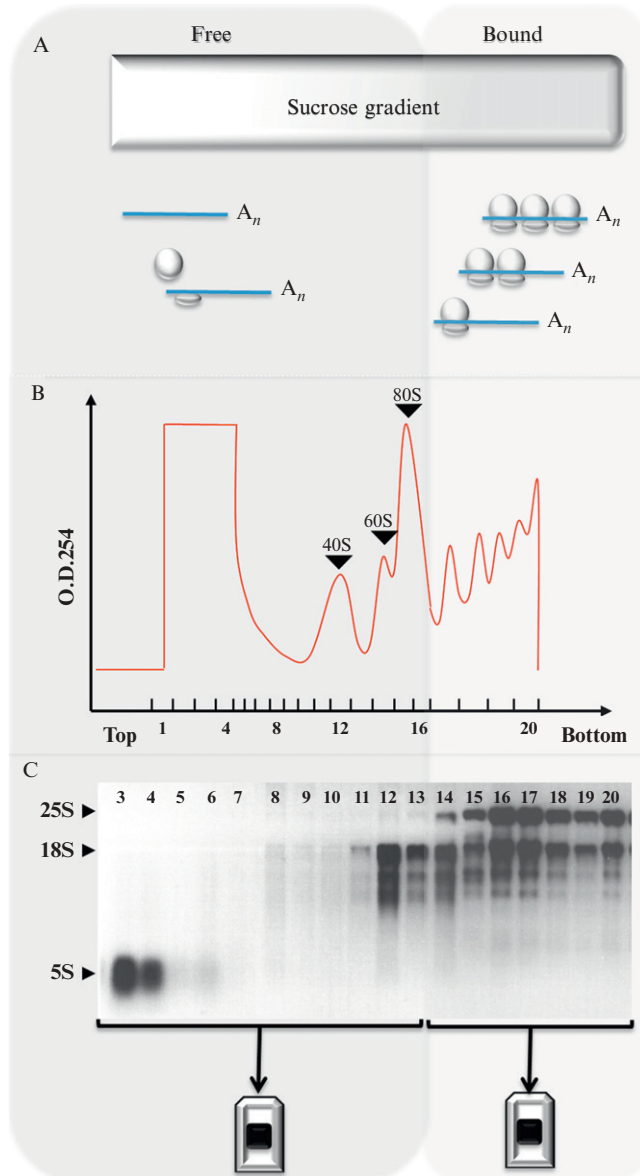 A
Free
Bound
Sucrose gradient
Aₙ
Aₙ
Aₙ
Aₙ
Aₙ
B
80S
60S
40S
O.D.254
Top
1
4
8
12
16
20
Bottom
C
3 4 5 6 7 8 9 10 11 12 13 14 15 16 17 18 19 20
25S
18S
5S